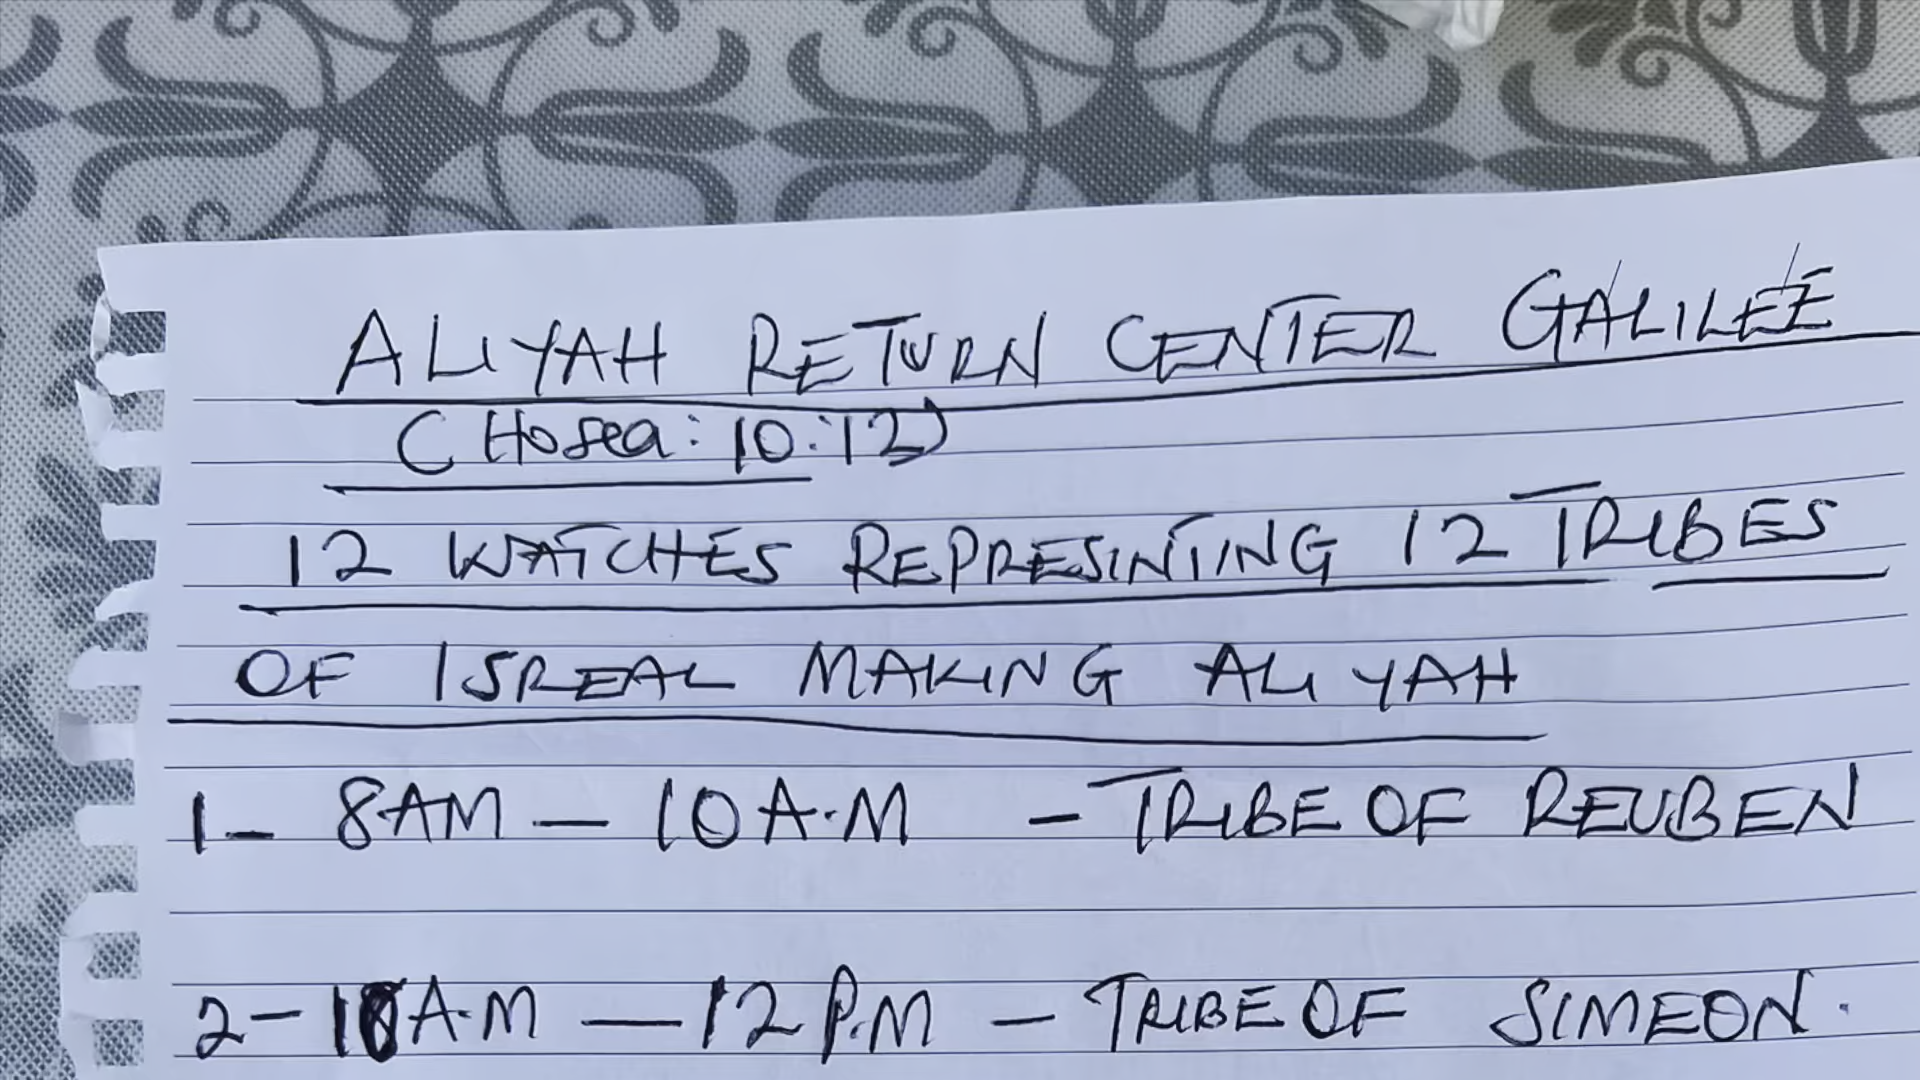 ALIYAH RETURN CENTER GALILEE
(Hosea: 10:12)
12 WATCHES REPRESINTING 12 TRIBES
OF ISREAL MAKING ALIYAH
1- 8AM — 10A.M - TRIBE OF REUBEN
2- 10A.M — 12P.M - TRIBE OF SIMEON.